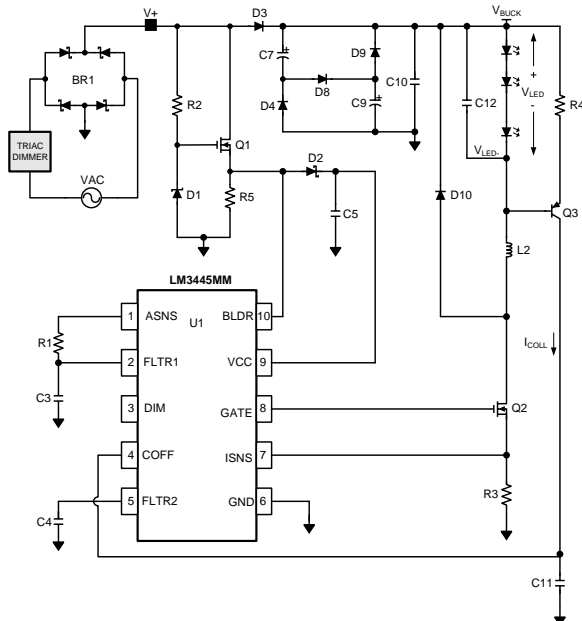 V+
D3
VBUCK
BR1
C7
D9
D8
C10
D4
C9
C12
+
VLED
-
R4
TRIAC
DIMMER
VAC
R2
Q1
D1
R5
D2
C5
VLED-
D10
Q3
L2
ICOLL
LM3445MM
U1
1 ASNS
BLDR 10
R1
2 FLTR1
VCC 9
C3
3 DIM
GATE 8
Q2
4 COFF
ISNS 7
R3
5 FLTR2
GND 6
C4
C11